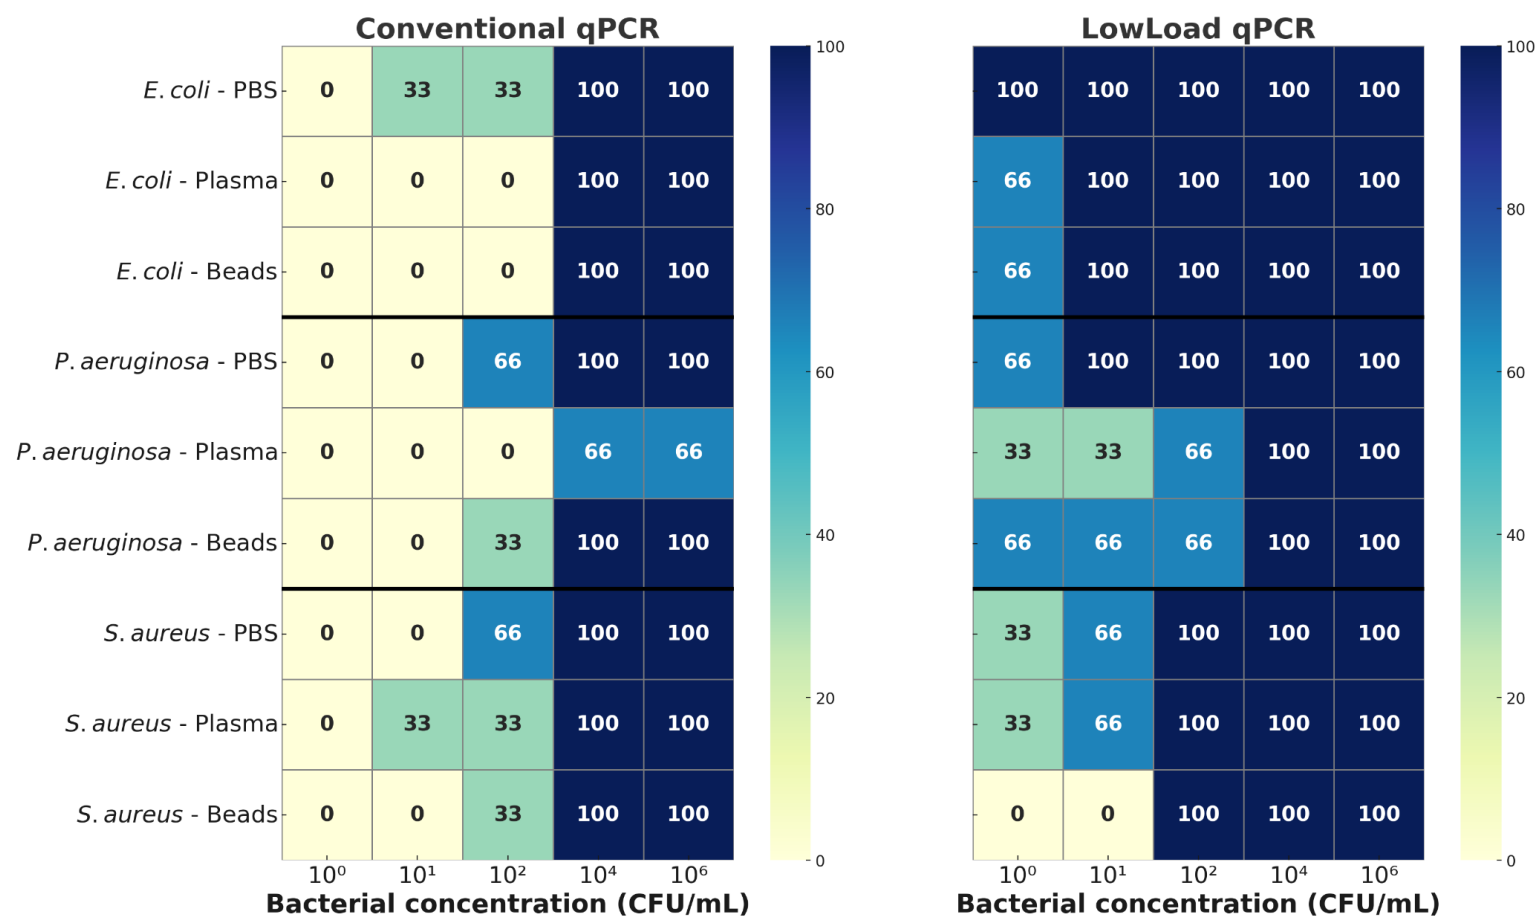 Conventional qPCR LowLoad qPCR
E. coli - PBS 0 33 33 100 100 100 100 100 100 100 100 100
E. coli - Plasma 0 0 0 100 100 66 100 100 100 100
80 80
E. coli - Beads 0 0 0 100 100 66 100 100 100 100
P. aeruginosa - PBS 0 0 66 100 100 66 100 100 100 100
60 60
P. aeruginosa - Plasma 0 0 0 66 66 33 33 66 100 100
P. aeruginosa - Beads 0 0 33 100 100 66 66 66 100 100
40 40
S. aureus - PBS 0 0 66 100 100 33 66 100 100 100
20 20
S. aureus - Plasma 0 33 33 100 100 33 66 100 100 100
S. aureus - Beads 0 0 33 100 100 0 0 100 100 100
0 0
10⁰ 10¹ 10² 10⁴ 10⁶ 10⁰ 10¹ 10² 10⁴ 10⁶
Bacterial concentration (CFU/mL) Bacterial concentration (CFU/mL)